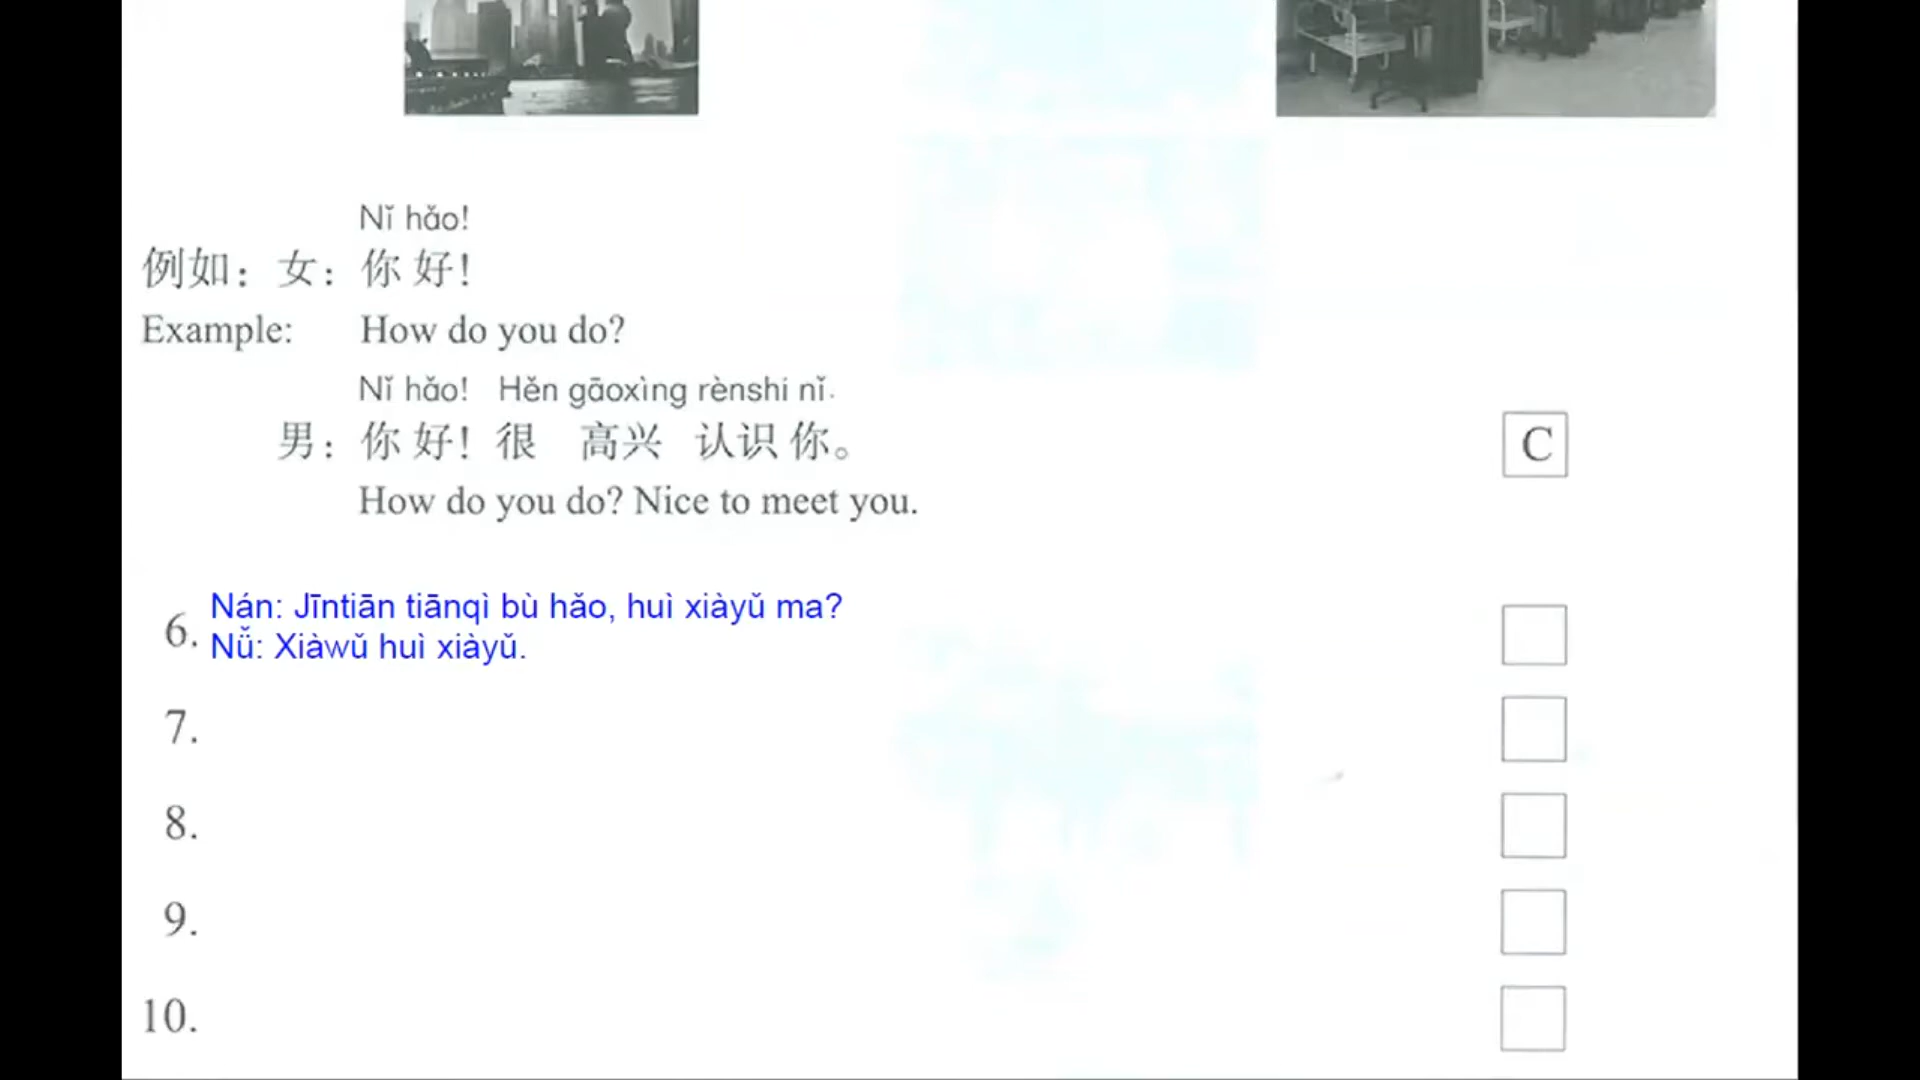 Nǐ hǎo!
例如：女：你 好！
Example: How do you do?
Nǐ hǎo! Hěn gāoxìng rènshi nǐ.
男：你 好！很 高兴 认识 你。
C
How do you do? Nice to meet you.
Nán: Jīntiān tiānqì bù hǎo, huì xiàyǔ ma?
6.
Nǚ: Xiàwǔ huì xiàyǔ.
7.
8.
9.
10.